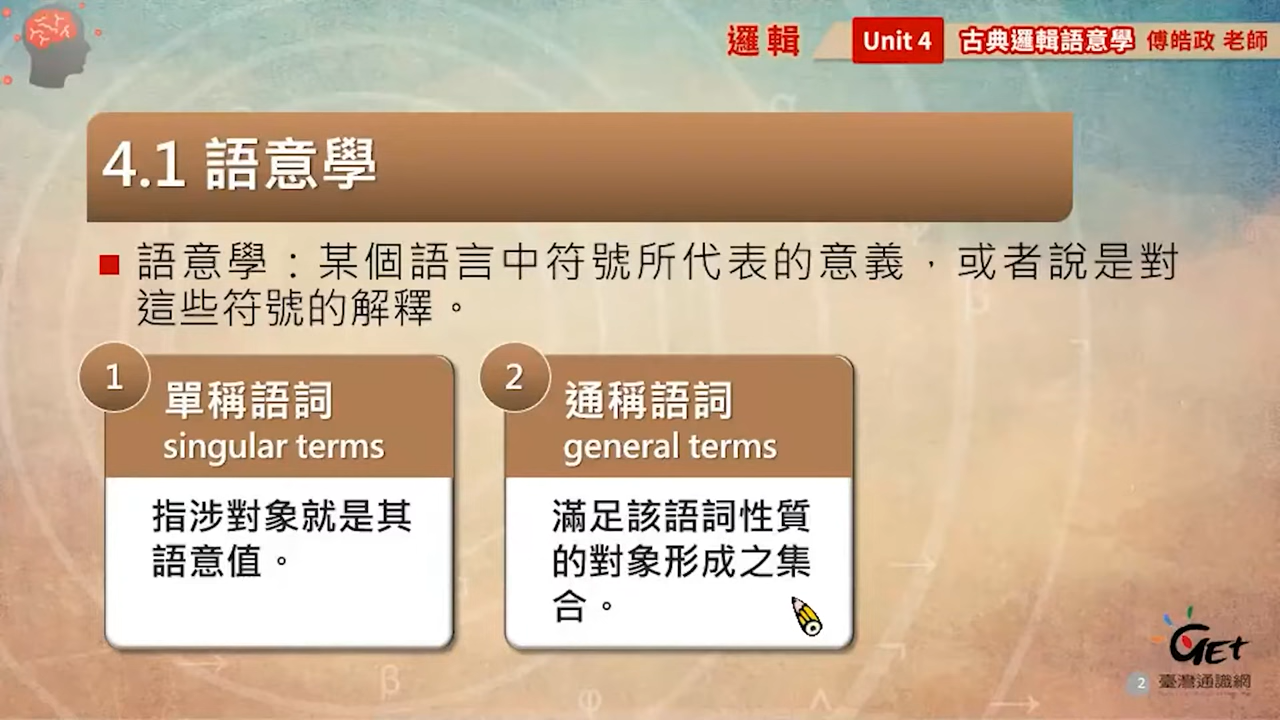 邏輯 Unit 4 古典邏輯語意學 傅皓政 老師
4.1 語意學
語意學：某個語言中符號所代表的意義，或者說是對
這些符號的解釋。
1
單稱語詞
singular terms
指涉對象就是其
語意值。
2
通稱語詞
general terms
滿足該語詞性質
的對象形成之集
合。
GET
2 臺灣通識網
β
φ